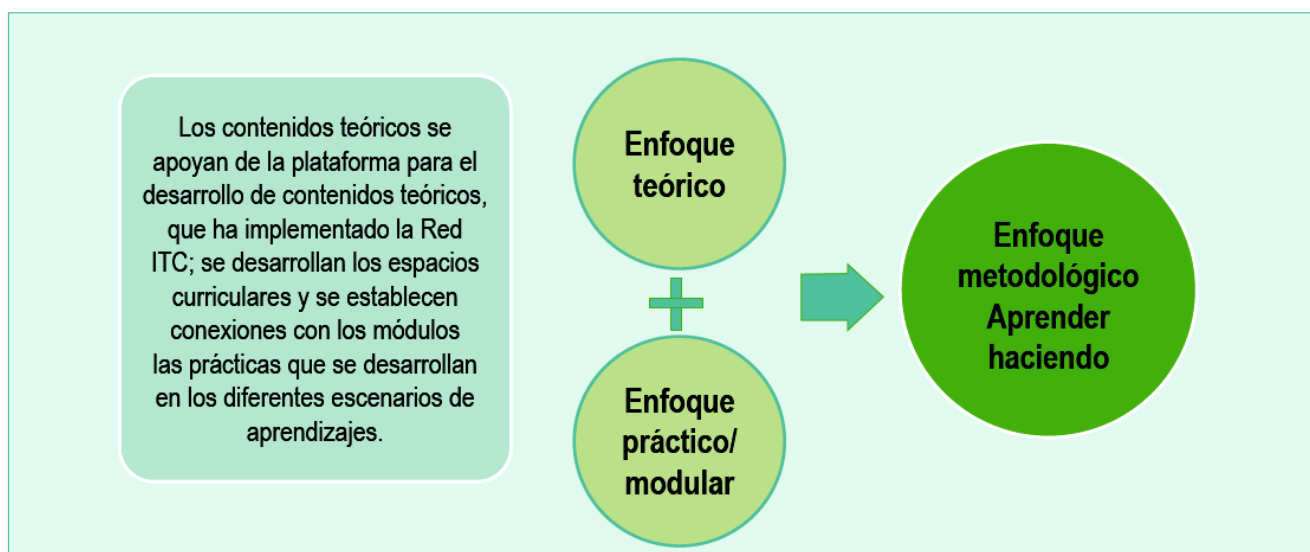 Los contenidos teóricos se
apoyan de la plataforma para el
desarrollo de contenidos teóricos,
que ha implementado la Red
ITC; se desarrollan los espacios
curriculares y se establecen
conexiones con los módulos
las prácticas que se desarrollan
en los diferentes escenarios de
aprendizajes.
Enfoque
teórico
Enfoque
práctico/
modular
Enfoque
metodológico
Aprender
haciendo